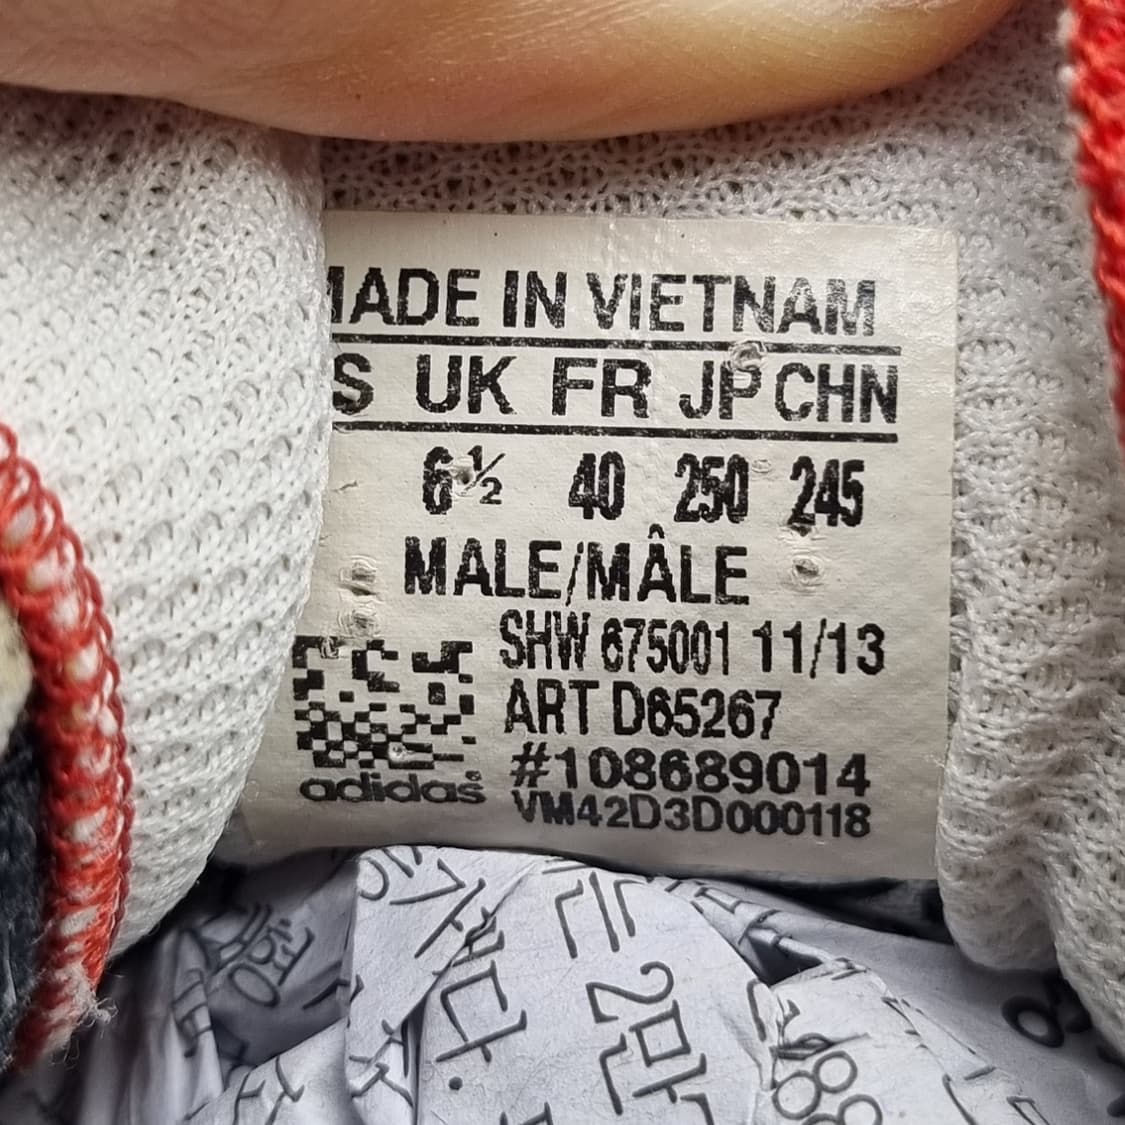 MADE IN VIETNAM
S UK FR JP CHN
6½ 40 250 245
MALE/MÂLE
SHW 675001 11/13
ART D65267
#108689014
adidas VM42D3D000118